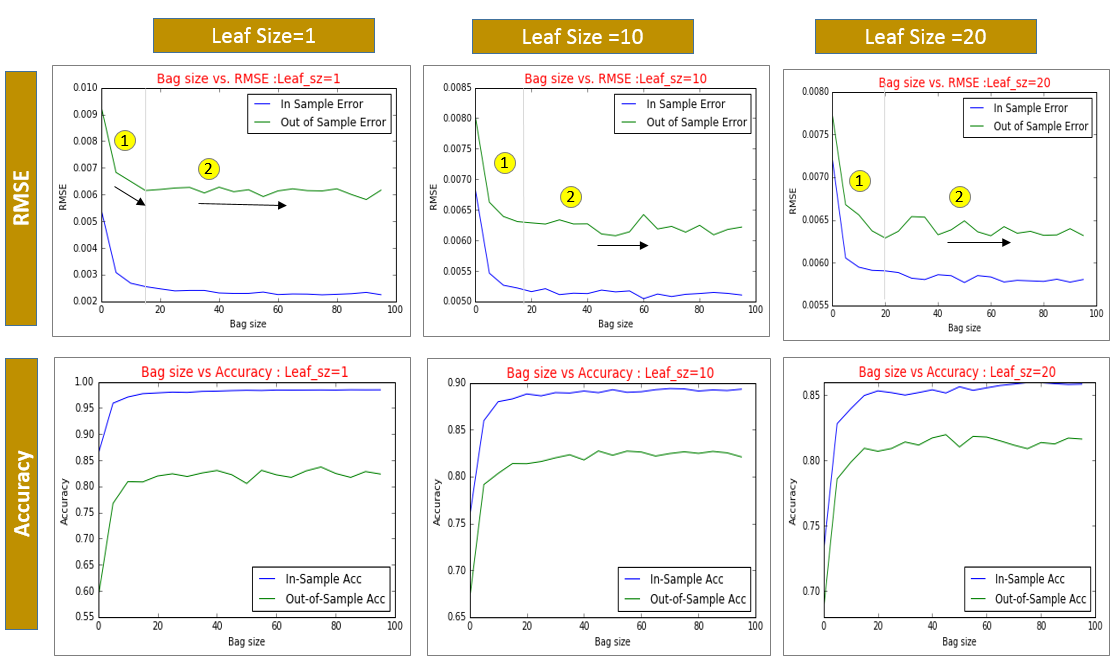 Leaf Size=1
Leaf Size =10
Leaf Size =20
RMSE
Bag size vs. RMSE :Leaf_sz=1
In Sample Error
Out of Sample Error
1
2
RMSE
0.010
0.009
0.008
0.007
0.006
0.005
0.004
0.003
0.002
0 20 40 60 80 100
Bag size
Bag size vs. RMSE :Leaf_sz=10
In Sample Error
Out of Sample Error
1
2
RMSE
0.0085
0.0080
0.0075
0.0070
0.0065
0.0060
0.0055
0.0050
0 20 40 60 80 100
Bag size
Bag size vs. RMSE :Leaf_sz=20
In Sample Error
Out of Sample Error
1
2
RMSE
0.0080
0.0075
0.0070
0.0065
0.0060
0.0055
0 20 40 60 80 100
Bag size
Accuracy
Bag size vs Accuracy : Leaf_sz=1
Accuracy
1.00
0.95
0.90
0.85
0.80
0.75
0.70
0.65
0.60
0.55
In-Sample Acc
Out-of-Sample Acc
0 20 40 60 80 100
Bag size
Bag size vs Accuracy : Leaf_sz=10
Accuracy
0.90
0.85
0.80
0.75
0.70
0.65
In-Sample Acc
Out-of-Sample Acc
0 20 40 60 80 100
Bag size
Bag size vs Accuracy : Leaf_sz=20
Accuracy
0.85
0.80
0.75
0.70
In-Sample Acc
Out-of-Sample Acc
0 20 40 60 80 100
Bag size